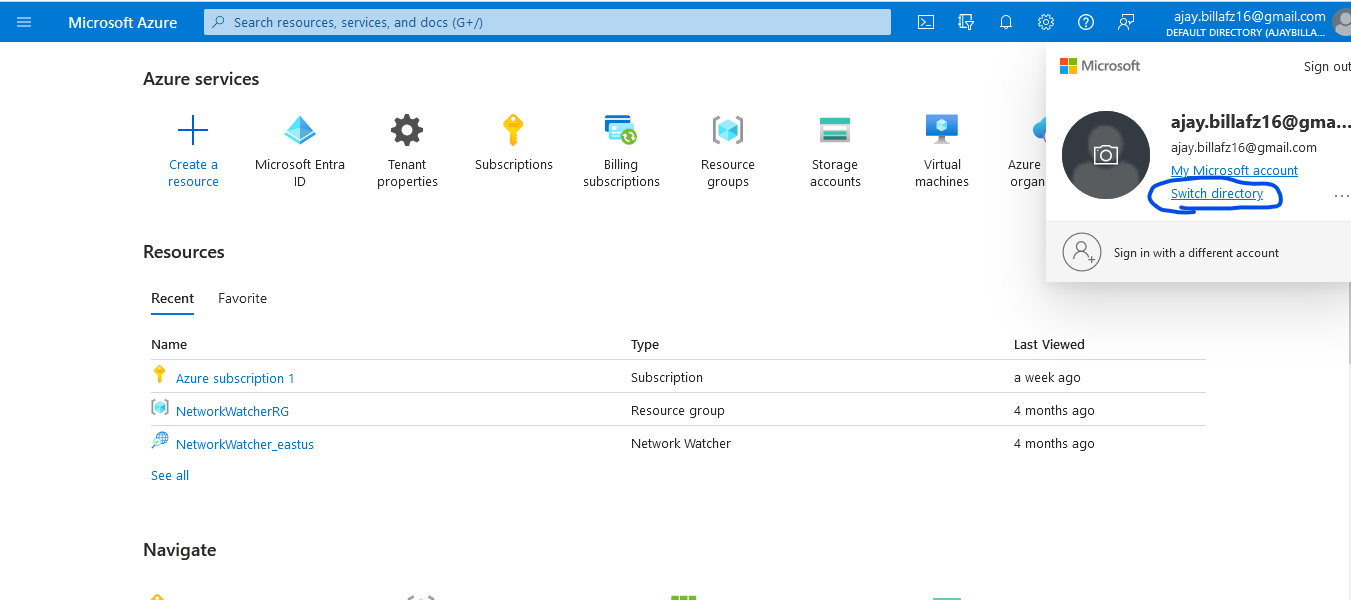 Microsoft Azure
Search resources, services, and docs (G+/)
ajay.billafz16@gmail.com
DEFAULT DIRECTORY (AJAYBILLA...
Microsoft
Sign out
ajay.billafz16@gma...
ajay.billafz16@gmail.com
My Microsoft account
Switch directory
...
Sign in with a different account
Azure services
Create a
resource
Microsoft Entra
ID
Tenant
properties
Subscriptions
Billing
subscriptions
Resource
groups
Storage
accounts
Virtual
machines
Azure
organ
Resources
Recent
Favorite
Name Type Last Viewed
Azure subscription 1 Subscription a week ago
NetworkWatcherRG Resource group 4 months ago
NetworkWatcher_eastus Network Watcher 4 months ago
See all
Navigate